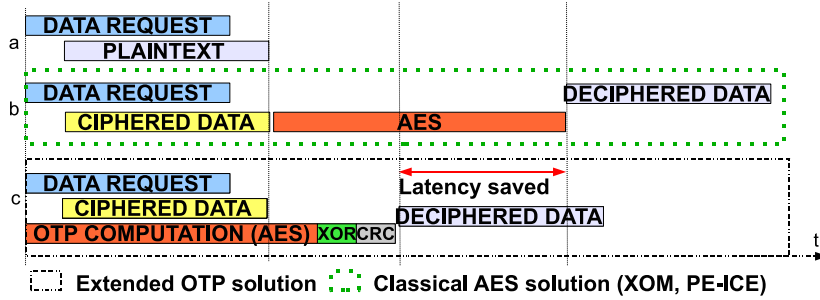 DATA REQUEST
a
PLAINTEXT
DATA REQUEST
DECIPHERED DATA
b
CIPHERED DATA
AES
DATA REQUEST
c
Latency saved
CIPHERED DATA
DECIPHERED DATA
OTP COMPUTATION (AES)
XOR
CRC
t
Extended OTP solution
Classical AES solution (XOM, PE-ICE)